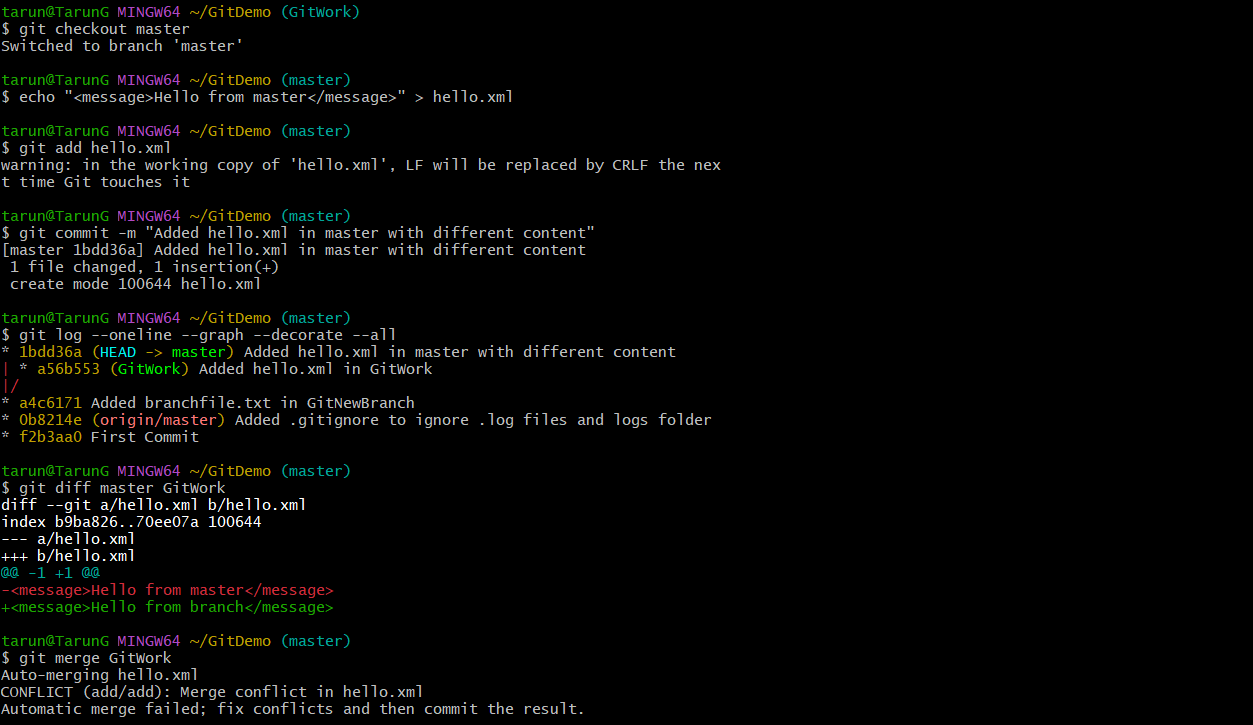 tarun@TarunG MINGW64 ~/GitDemo (GitWork)
$ git checkout master
Switched to branch 'master'
tarun@TarunG MINGW64 ~/GitDemo (master)
$ echo "<message>Hello from master</message>" > hello.xml
tarun@TarunG MINGW64 ~/GitDemo (master)
$ git add hello.xml
warning: in the working copy of 'hello.xml', LF will be replaced by CRLF the nex
t time Git touches it
tarun@TarunG MINGW64 ~/GitDemo (master)
$ git commit -m "Added hello.xml in master with different content"
[master 1bdd36a] Added hello.xml in master with different content
 1 file changed, 1 insertion(+)
 create mode 100644 hello.xml
tarun@TarunG MINGW64 ~/GitDemo (master)
$ git log --oneline --graph --decorate --all
* 1bdd36a (HEAD -> master) Added hello.xml in master with different content
| * a56b553 (GitWork) Added hello.xml in GitWork
|/
* a4c6171 Added branchfile.txt in GitNewBranch
* 0b8214e (origin/master) Added .gitignore to ignore .log files and logs folder
* f2b3aa0 First Commit
tarun@TarunG MINGW64 ~/GitDemo (master)
$ git diff master GitWork
diff --git a/hello.xml b/hello.xml
index b9ba826..70ee07a 100644
--- a/hello.xml
+++ b/hello.xml
@@ -1 +1 @@
-<message>Hello from master</message>
+<message>Hello from branch</message>
tarun@TarunG MINGW64 ~/GitDemo (master)
$ git merge GitWork
Auto-merging hello.xml
CONFLICT (add/add): Merge conflict in hello.xml
Automatic merge failed; fix conflicts and then commit the result.